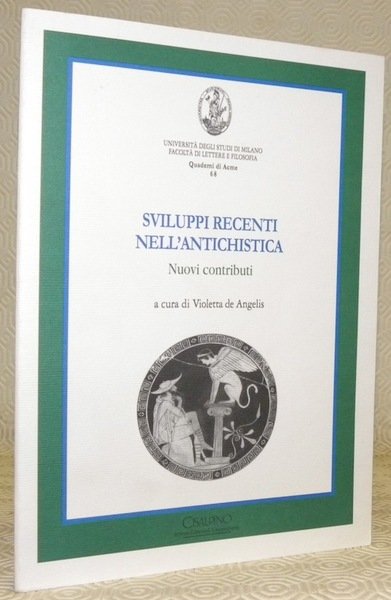 UNIVERSITÀ DEGLI STUDI DI MILANO
FACOLTÀ DI LETTERE E FILOSOFIA
Quaderni di Acme
68
SVILUPPI RECENTI
NELL'ANTICHISTICA
Nuovi contributi
a cura di Violetta de Angelis
CISALPINO